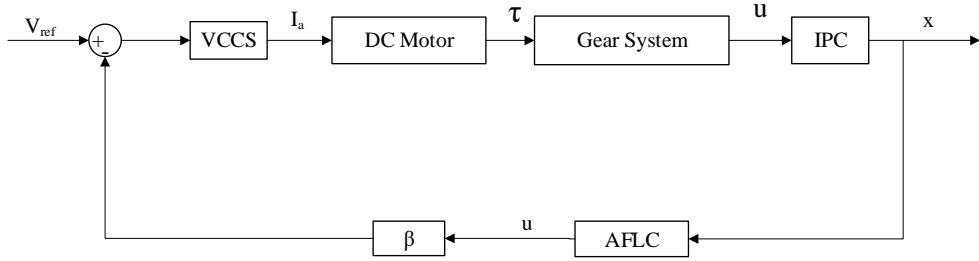 V_ref
+
-
VCCS
I_a
DC Motor
τ
Gear System
u
IPC
x
β
u
AFLC